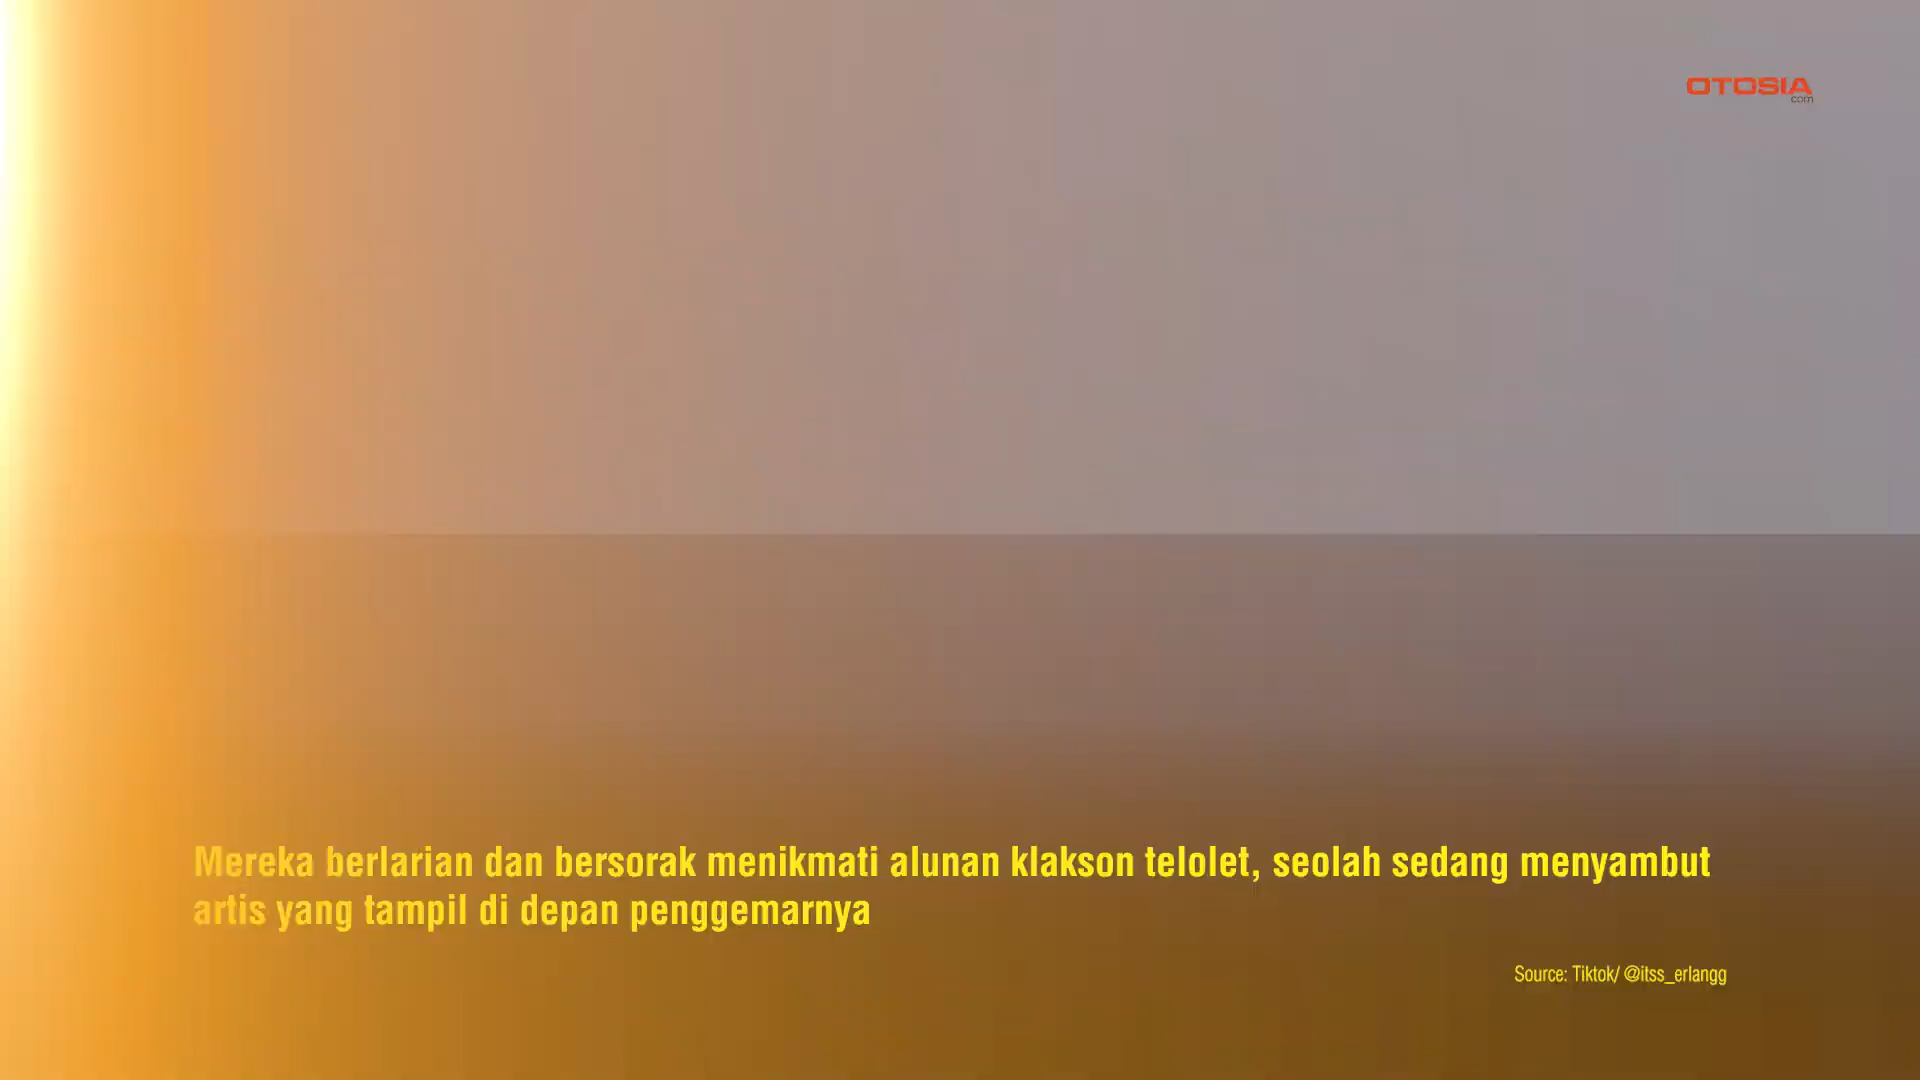 OTOSIA
com
Mereka berlarian dan bersorak menikmati alunan klakson telolet, seolah sedang menyambut
artis yang tampil di depan penggemarnya
Source: Tiktok/ @itss_erlangg